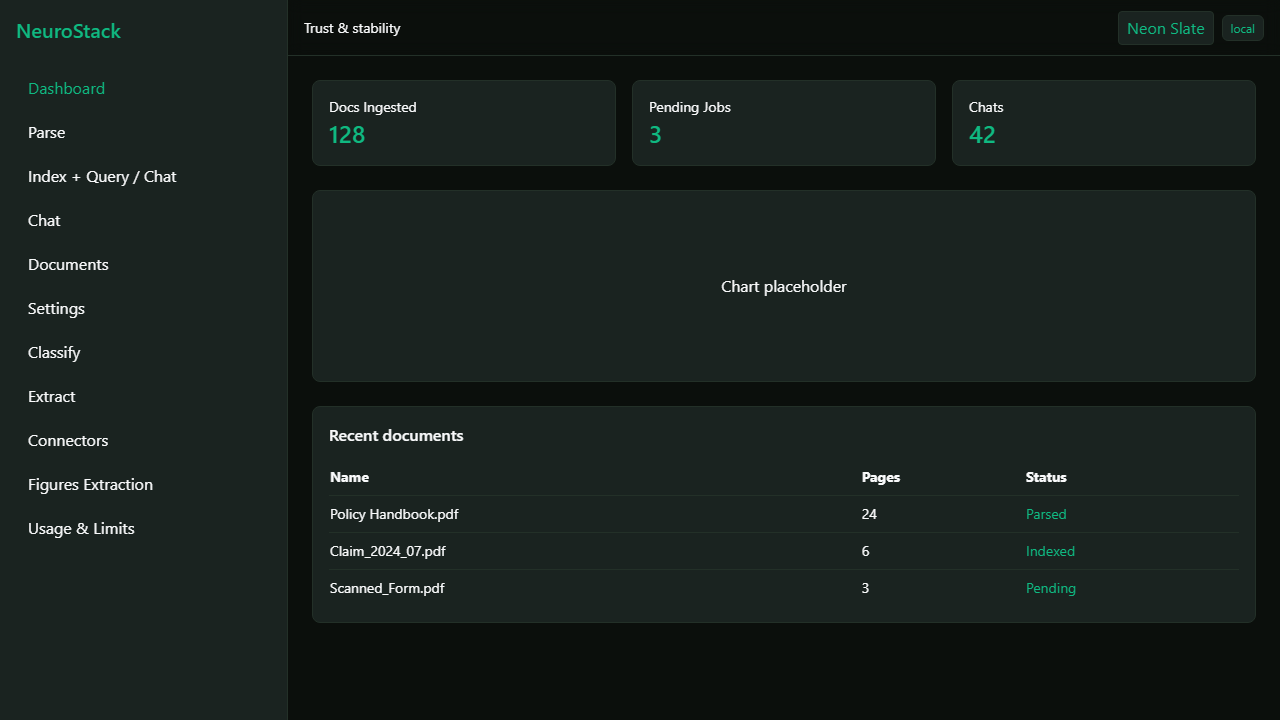 NeuroStack
Dashboard
Parse
Index + Query / Chat
Chat
Documents
Settings
Classify
Extract
Connectors
Figures Extraction
Usage & Limits
Trust & stability
Neon Slate
local
Docs Ingested
128
Pending Jobs
3
Chats
42
Chart placeholder
Recent documents
Name Pages Status
Policy Handbook.pdf 24 Parsed
Claim_2024_07.pdf 6 Indexed
Scanned_Form.pdf 3 Pending